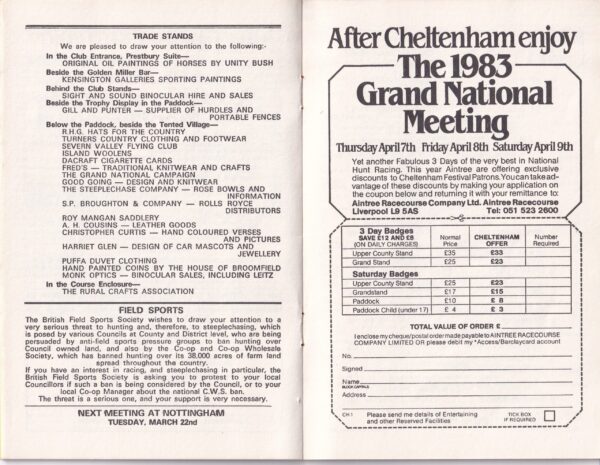 TRADE STANDS
We are pleased to draw your attention to the following:-
In the Club Entrance, Prestbury Suite—
ORIGINAL OIL PAINTINGS OF HORSES BY UNITY BUSH
Beside the Golden Miller Bar—
KENSINGTON GALLERIES SPORTING PAINTINGS
Behind the Club Stands—
SIGHT AND SOUND BINOCULAR HIRE AND SALES
Beside the Trophy Display in the Paddock—
GILL AND PUNTER — SUPPLIER OF HURDLES AND
PORTABLE FENCES
Below the Paddock, beside the Tented Village—
R.H.G. HATS FOR THE COUNTRY
TURNERS COUNTRY CLOTHING AND FOOTWEAR
SEVERN VALLEY FLYING CLUB
ISLAND WOOLENS
DACRAFT CIGARETTE CARDS
FRED'S — TRADITIONAL KNITWEAR AND CRAFTS
THE GRAND NATIONAL CAMPAIGN
GOOD GOING — DESIGN AND KNITWEAR
THE STEEPLECHASE COMPANY — ROSE BOWLS AND
INFORMATION
S.P. BROUGHTON & COMPANY — ROLLS ROYCE
DISTRIBUTORS
ROY MANGAN SADDLERY
A. H. COUSINS — LEATHER GOODS
CHRISTOPHER CURTIS — HAND COLOURED VERSES
AND PICTURES
HARRIET GLEN — DESIGN OF CAR MASCOTS AND
JEWELLERY
PUFFA DUVET CLOTHING
HAND PAINTED COINS BY THE HOUSE OF BROOMFIELD
MONK OPTICS — BINOCULAR SALES, INCLUDING LEITZ
In the Course Enclosure—
THE RURAL CRAFTS ASSOCIATION
FIELD SPORTS
The British Field Sports Society wishes to draw your attention to a
very serious threat to hunting and, therefore, to steeplechasing, which
is posed by various Councils at County and District level, who are being
persuaded by anti-field sports pressure groups to ban hunting over
Council owned land, and also by the Co-op and Co-op Wholesale
Society, which has banned hunting over its 38,000 acres of farm land
spread throughout the country.
If you have an interest in racing, and steeplechasing in particular, the
British Field Sports Society is asking you to protest to your local
Councillors if such a ban is being considered by the Council, or to your
local Co-op Manager about the national C.W.S. ban.
The threat is a serious one, and your support is very necessary.
NEXT MEETING AT NOTTINGHAM
TUESDAY, MARCH 22nd
After Cheltenham enjoy
The 1983
Grand National
Meeting
Thursday April 7th Friday April 8th Saturday April 9th
Yet another Fabulous 3 Days of the very best in National
Hunt Racing. This year Aintree are offering exclusive
discounts to Cheltenham Festival Patrons. You can take ad-
vantage of these discounts by making your application on
the coupon below and returning it with your remittance to:
Aintree Racecourse Company Ltd. Aintree Racecourse
Liverpool L9 5AS Tel: 051 523 2600
3 Day Badges
SAVE £12 AND £6
(ON DAILY CHARGES) Normal Price CHELTENHAM OFFER Number Required
Upper County Stand £35 £33
Grand Stand £25 £23
Saturday Badges
Upper County Stand £25 £23
Grandstand £17 £15
Paddock £10 £ 8
Paddock Child (under 17) £ 4 £ 3
TOTAL VALUE OF ORDER £
I enclose my cheque/postal order made payable to AINTREE RACECOURSE
COMPANY LIMITED OR please debit my *Access/Barclaycard account
No.
Signed
Name
BLOCK CAPITALS
Address
CH 1 Please send me details of Entertaining
and other Reserved Facilities
TICK BOX
IF REQUIRED